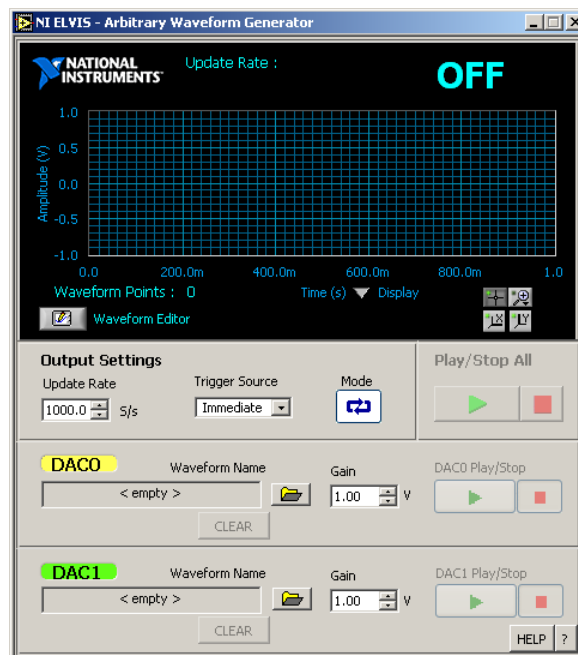 NI ELVIS - Arbitrary Waveform Generator
NATIONAL INSTRUMENTS
Update Rate :
OFF
1.0
0.5
0.0
-0.5
-1.0
Amplitude (V)
0.0 200.0m 400.0m 600.0m 800.0m 1.0
Waveform Points : 0
Time (s)
Display
Waveform Editor
Output Settings
Play/Stop All
Update Rate
Trigger Source
Mode
1000.0 S/s
Immediate
DAC0
Waveform Name
Gain
DAC0 Play/Stop
< empty >
1.00 V
CLEAR
DAC1
Waveform Name
Gain
DAC1 Play/Stop
< empty >
1.00 V
CLEAR
HELP ?